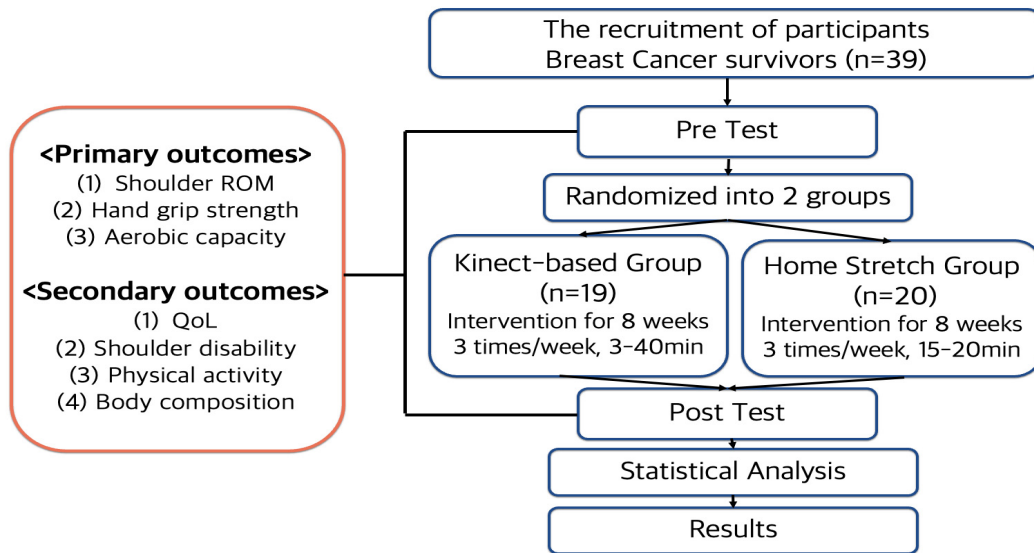 The recruitment of participants
Breast Cancer survivors (n=39)
Pre Test
Randomized into 2 groups
<Primary outcomes>
(1) Shoulder ROM
(2) Hand grip strength
(3) Aerobic capacity
<Secondary outcomes>
(1) QoL
(2) Shoulder disability
(3) Physical activity
(4) Body composition
Kinect-based Group
(n=19)
Intervention for 8 weeks
3 times/week, 3-40min
Home Stretch Group
(n=20)
Intervention for 8 weeks
3 times/week, 15-20min
Post Test
Statistical Analysis
Results